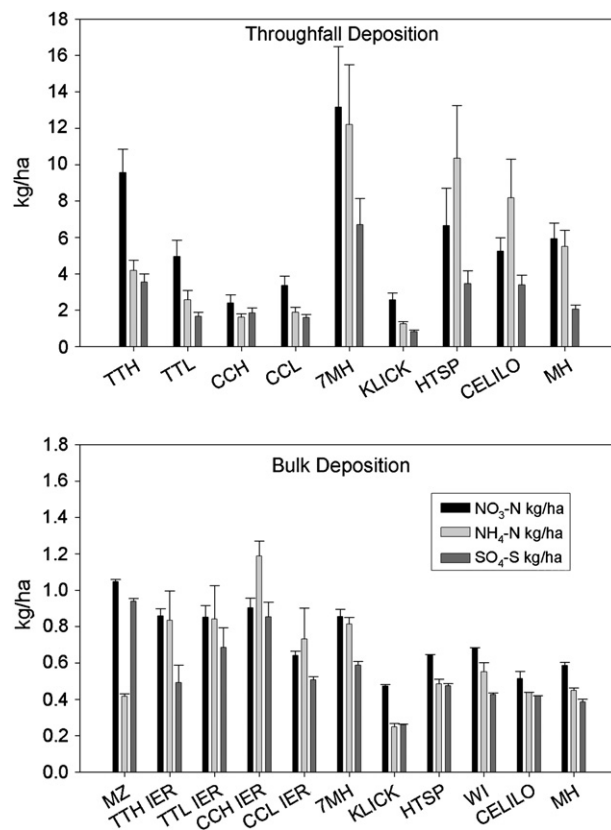 Throughfall Deposition
kg/ha
18
16
14
12
10
8
6
4
2
0
TTH TTL CCH CCL 7MH KLICK HTSP CELILO MH
Bulk Deposition
kg/ha
1.8
1.6
1.4
1.2
1.0
0.8
0.6
0.4
0.2
0.0
NO₃-N kg/ha
NH₄-N kg/ha
SO₄-S kg/ha
MZ TTH IER TTL IER CCH IER CCL IER 7MH KLICK HTSP WI CELILO MH